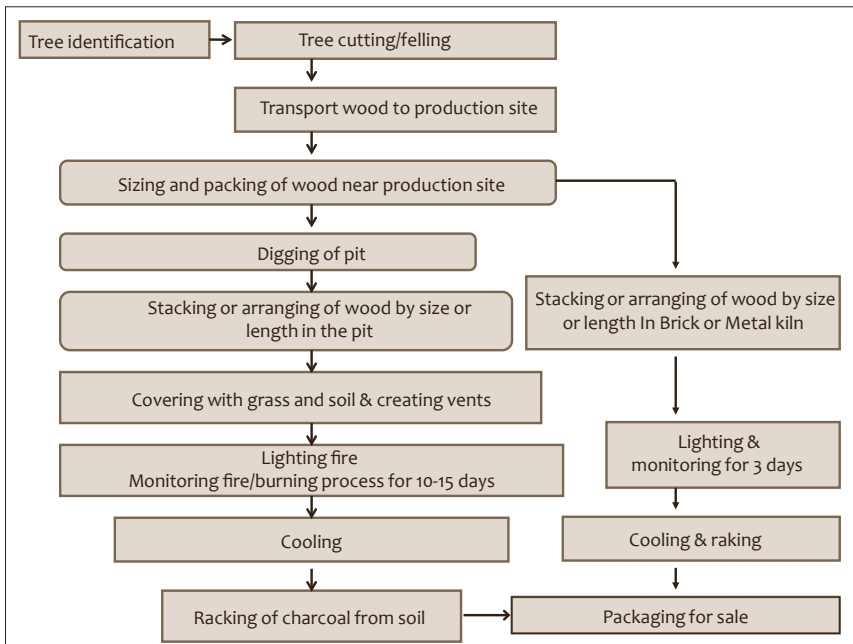 Tree identification
Tree cutting/felling
Transport wood to production site
Sizing and packing of wood near production site
Digging of pit
Stacking or arranging of wood by size or
length in the pit
Covering with grass and soil & creating vents
Lighting fire
Monitoring fire/burning process for 10-15 days
Cooling
Racking of charcoal from soil
Stacking or arranging of wood by size
or length In Brick or Metal kiln
Lighting &
monitoring for 3 days
Cooling & raking
Packaging for sale